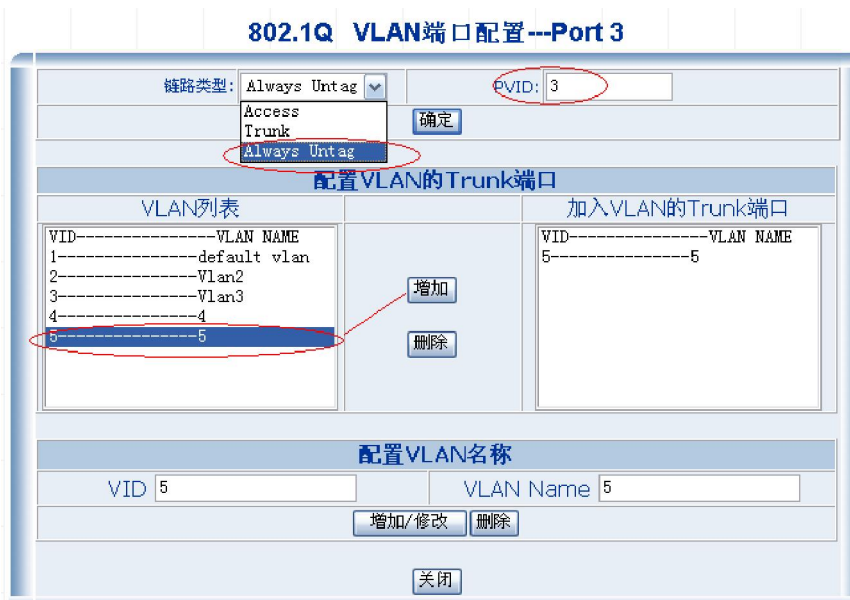 802.1Q VLAN端口配置---Port 3
链路类型: Always Untag PVID: 3
Access
Trunk
Always Untag
确定
配置VLAN的Trunk端口
VLAN列表 加入VLAN的Trunk端口
VID---------------VLAN NAME VID---------------VLAN NAME
1---------------default vlan 5---------------5
2---------------Vlan2
3---------------Vlan3
4---------------4
5---------------5
增加
删除
配置VLAN名称
VID 5 VLAN Name 5
增加/修改 删除
关闭